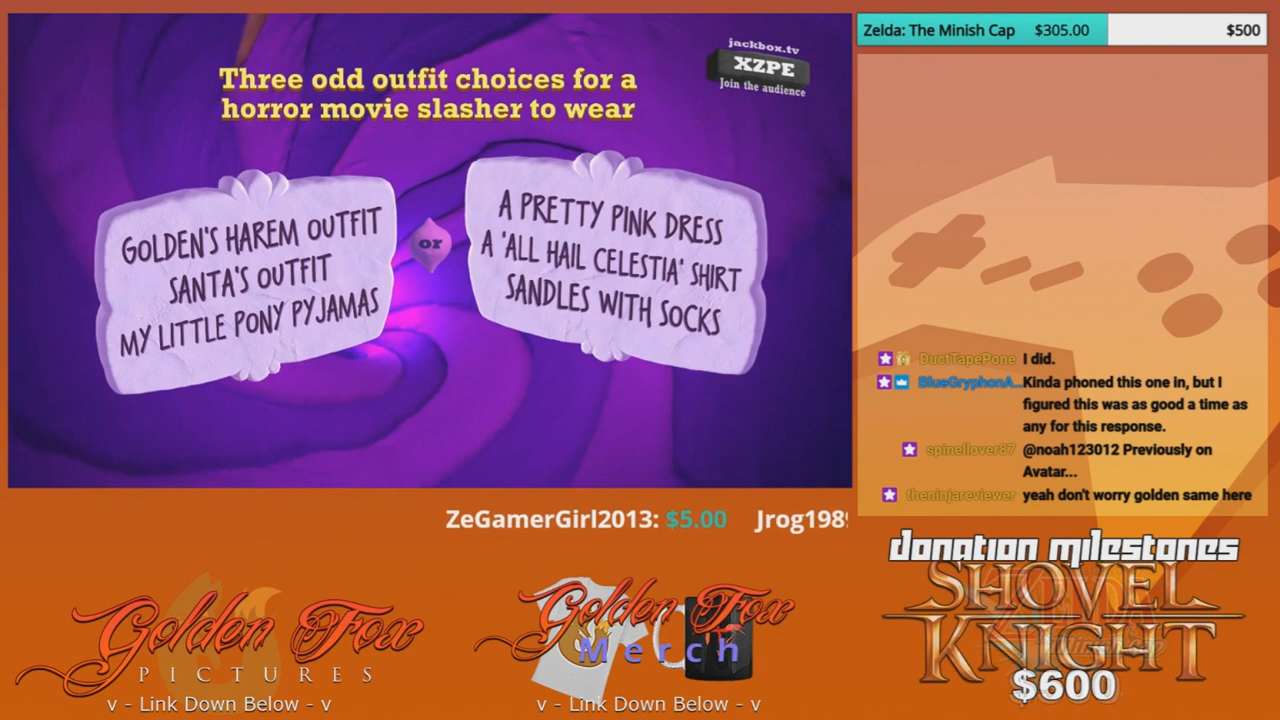 Three odd outfit choices for a
horror movie slasher to wear
jackbox.tv
XZPE
Join the audience
GOLDEN'S HAREM OUTFIT
SANTA'S OUTFIT
MY LITTLE PONY PYJAMAS
or
A PRETTY PINK DRESS
A 'ALL HAIL CELESTIA' SHIRT
SANDLES WITH SOCKS
Zelda: The Minish Cap $305.00 $500
DuctTapePone I did.
BlueGryphonA... Kinda phoned this one in, but I
figured this was as good a time as
any for this response.
spinellover87 @noah123012 Previously on
Avatar...
theninjareviewer yeah don't worry golden same here
ZeGamerGirl2013: $5.00 Jrog198
Golden Fox
PICTURES
v - Link Down Below - v
Golden Fox
Merch
v - Link Down Below - v
Donation Milestones
SHOVEL
KNIGHT
$600